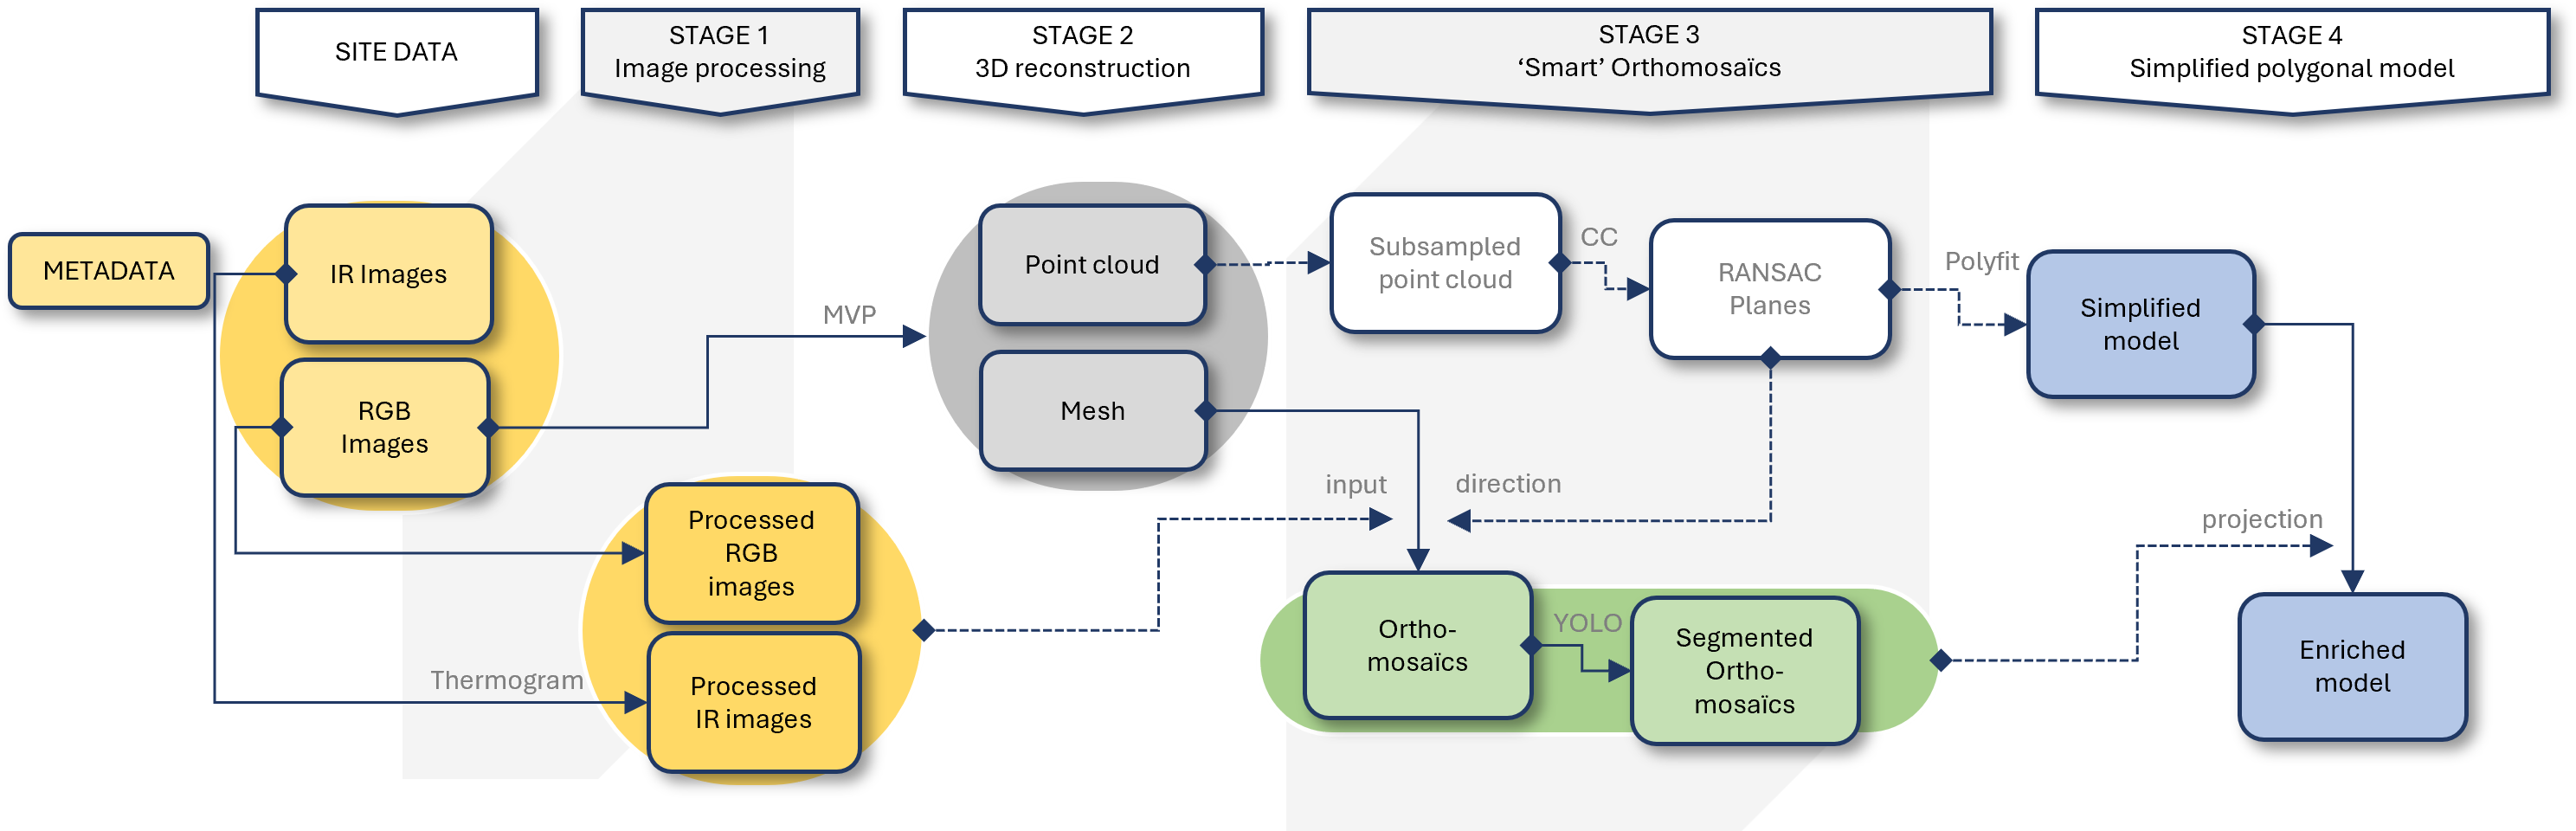 SITE DATA
STAGE 1
Image processing
STAGE 2
3D reconstruction
STAGE 3
‘Smart’ Orthomosaïcs
STAGE 4
Simplified polygonal model
METADATA
IR Images
RGB
Images
MVP
Point cloud
Mesh
Subsampled
point cloud
CC
RANSAC
Planes
Polyfit
Simplified
model
Processed
RGB
images
Thermogram
Processed
IR images
input
direction
Ortho-
mosaïcs
YOLO
Segmented
Ortho-
mosaïcs
projection
Enriched
model